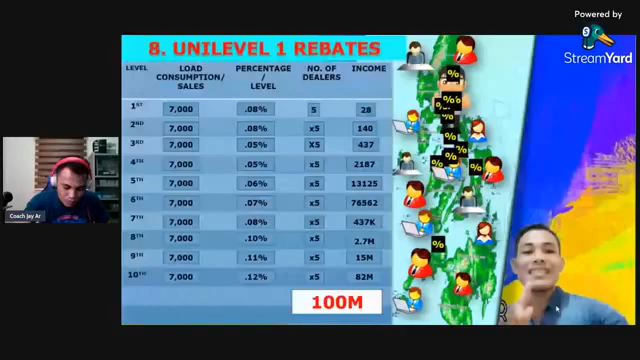 Powered by
StreamYard
8. UNILEVEL 1 REBATES
LEVEL LOAD CONSUMPTION/ SALES PERCENTAGE / LEVEL NO. OF DEALERS INCOME
1ST 7,000 .08% 5 28
2ND 7,000 .08% x5 140
3RD 7,000 .05% X5 437
4TH 7,000 .05% x5 2187
5TH 7,000 .06% x5 13125
6TH 7,000 .07% x5 76562
7TH 7,000 .08% x5 437K
8TH 7,000 .10% x5 2.7M
9TH 7,000 .11% x5 15M
10TH 7,000 .12% x5 82M
100M
Coach Jay Ar